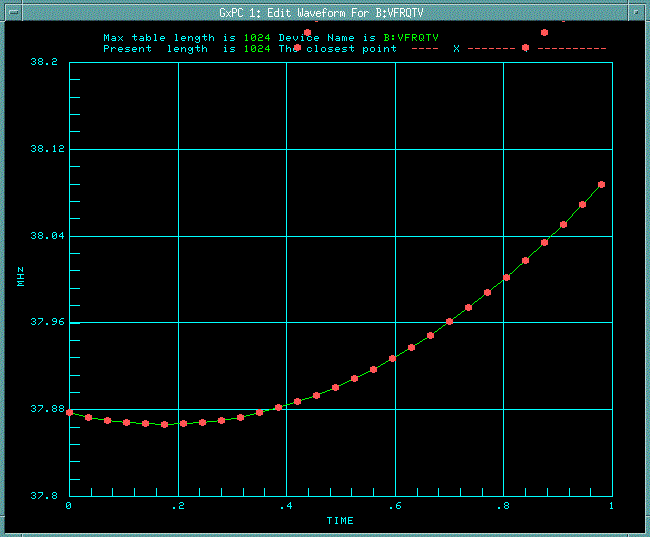 GxPC 1: Edit Waveform For B:VFRQTV
Max table length is 1024 Device Name is B:VFRQTV
Present length is 1024 The closest point ---- X ------- -----------
38.2
38.12
38.04
MHz
37.96
37.88
37.8
0 .2 .4 .6 .8 1
TIME